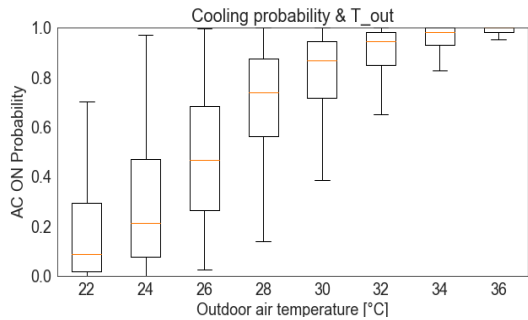 Cooling probability & T_out
1.0
0.8
0.6
0.4
0.2
0.0
AC ON Probability
22 24 26 28 30 32 34 36
Outdoor air temperature [°C]